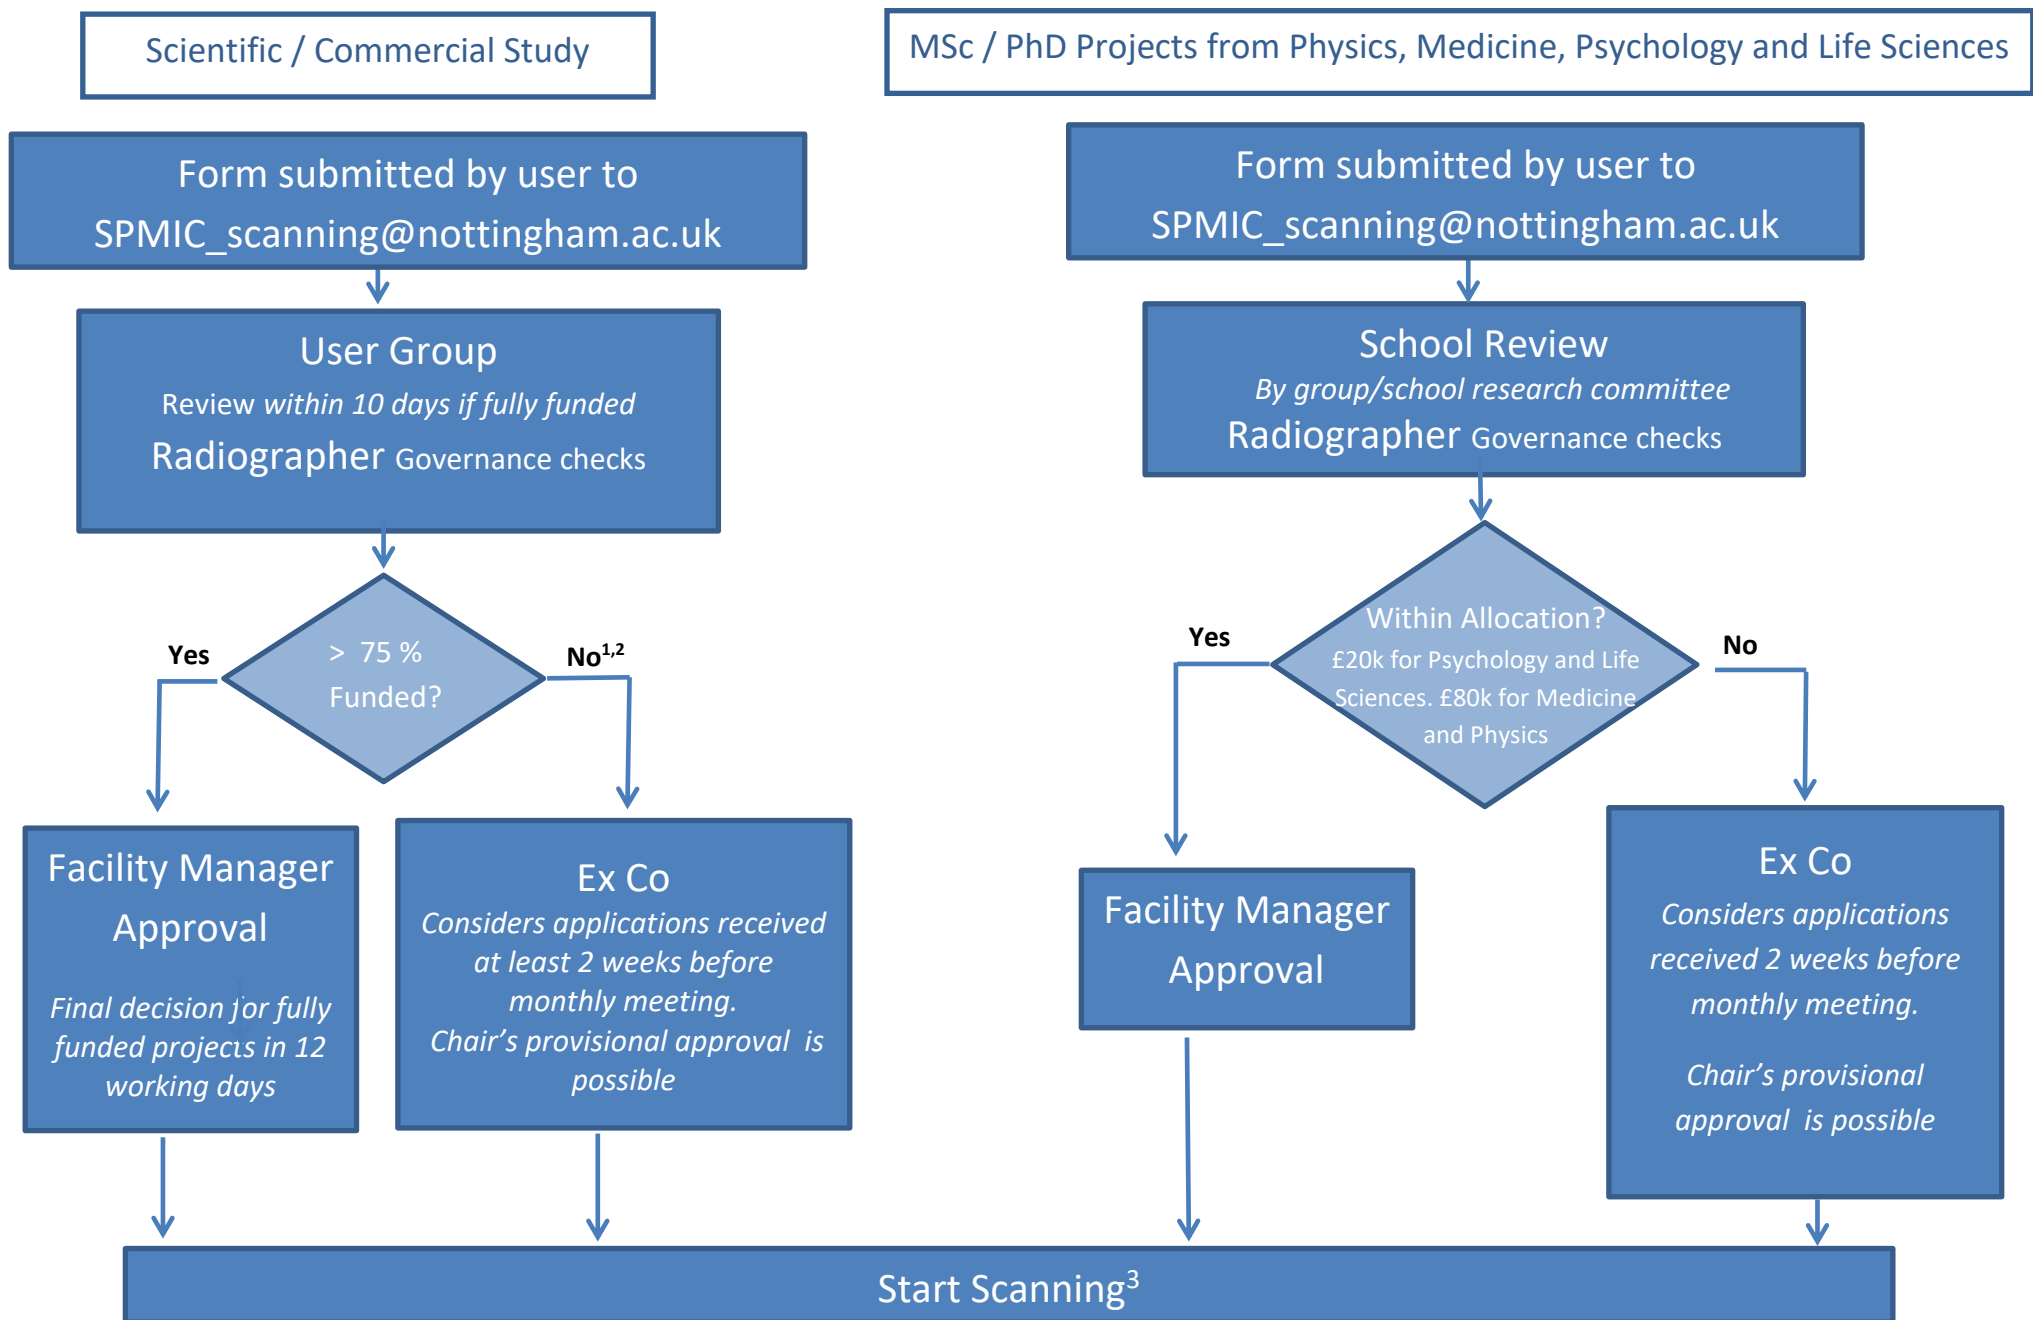 Scientific / Commercial Study
Form submitted by user to
SPMIC_scanning@nottingham.ac.uk
User Group
Review within 10 days if fully funded
Radiographer Governance checks
> 75 %
Funded?
Yes
No1,2
Facility Manager
Approval
Final decision for fully
funded projects in 12
working days
Ex Co
Considers applications received
at least 2 weeks before
monthly meeting.
Chair’s provisional approval is
possible
MSc / PhD Projects from Physics, Medicine, Psychology and Life Sciences
Form submitted by user to
SPMIC_scanning@nottingham.ac.uk
School Review
By group/school research committee
Radiographer Governance checks
Within Allocation?
£20k for Psychology and Life
Sciences. £80k for Medicine
and Physics
Yes
No
Facility Manager
Approval
Ex Co
Considers applications
received 2 weeks before
monthly meeting.
Chair’s provisional
approval is possible
Start Scanning3